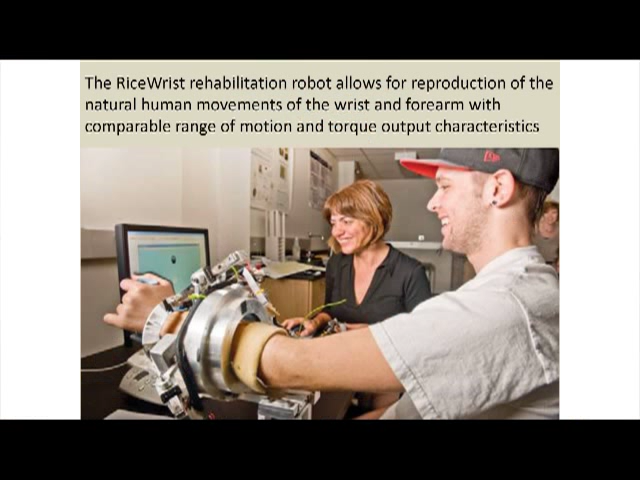 The RiceWrist rehabilitation robot allows for reproduction of the
natural human movements of the wrist and forearm with
comparable range of motion and torque output characteristics